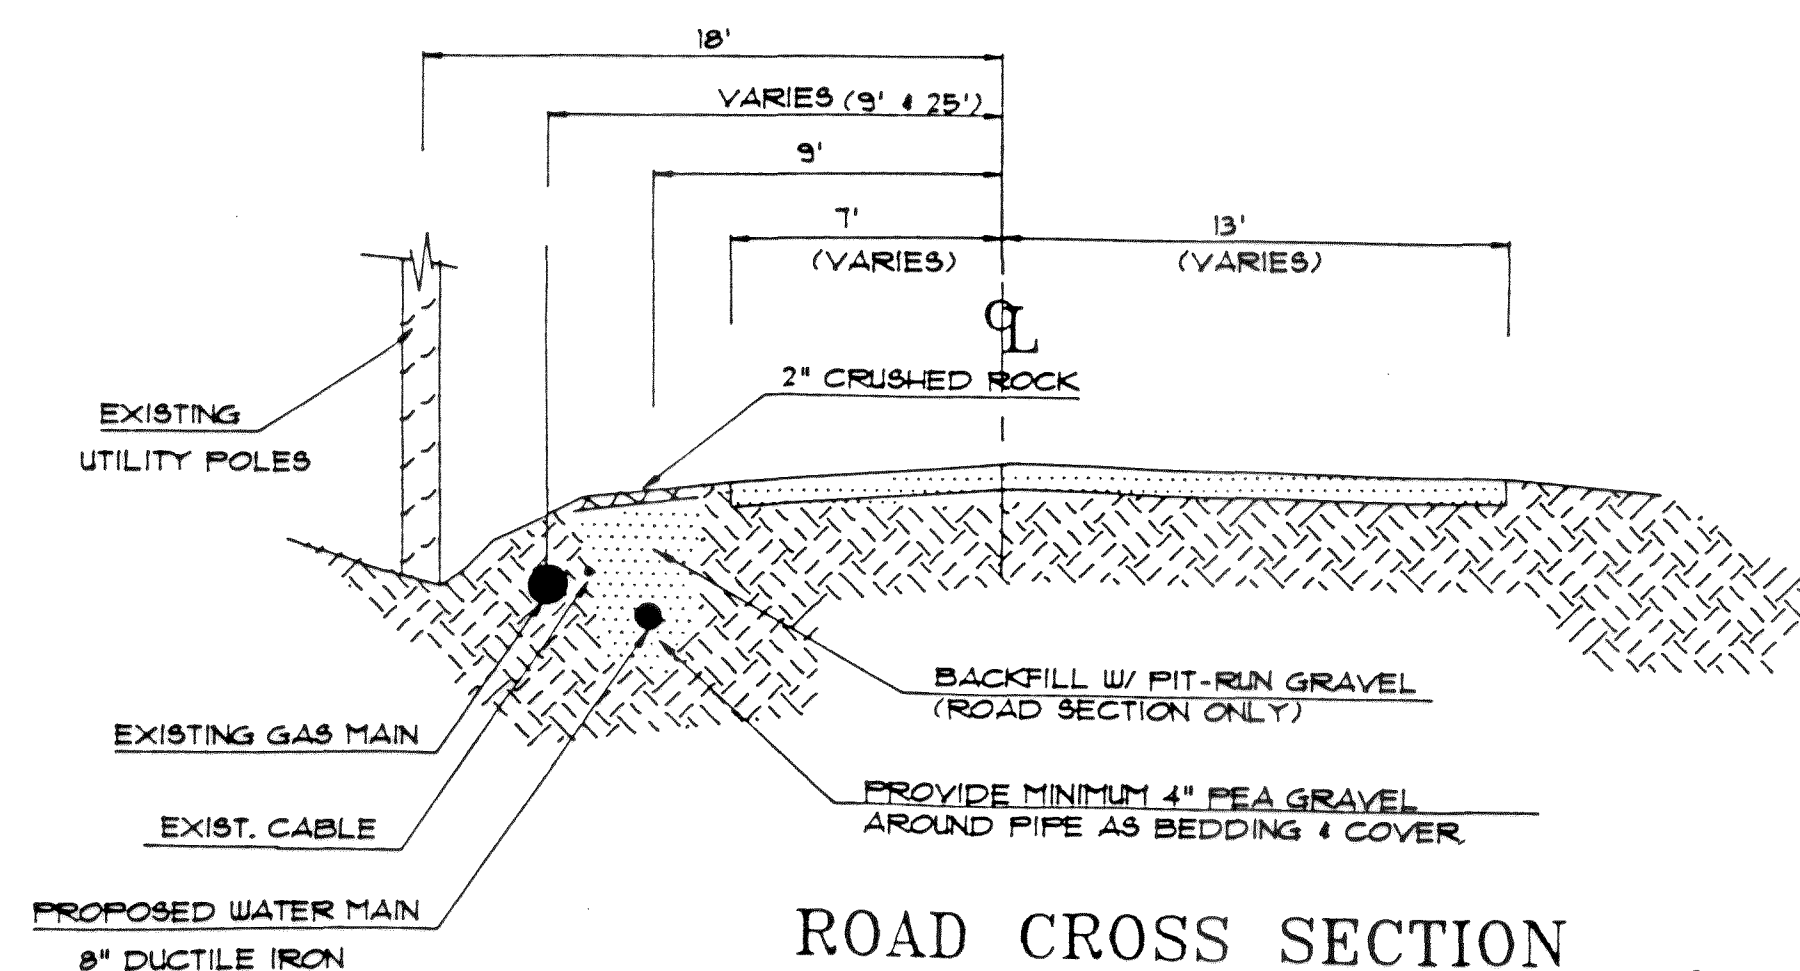 18'
VARIES (9' & 25')
9'
7'
(VARIES)
13'
(VARIES)
℄
2" CRUSHED ROCK
EXISTING
UTILITY POLES
BACKFILL W/ PIT-RUN GRAVEL
(ROAD SECTION ONLY)
EXISTING GAS MAIN
PROVIDE MINIMUM 4" PEA GRAVEL
AROUND PIPE AS BEDDING & COVER
EXIST. CABLE
PROPOSED WATER MAIN
8" DUCTILE IRON
ROAD CROSS SECTION